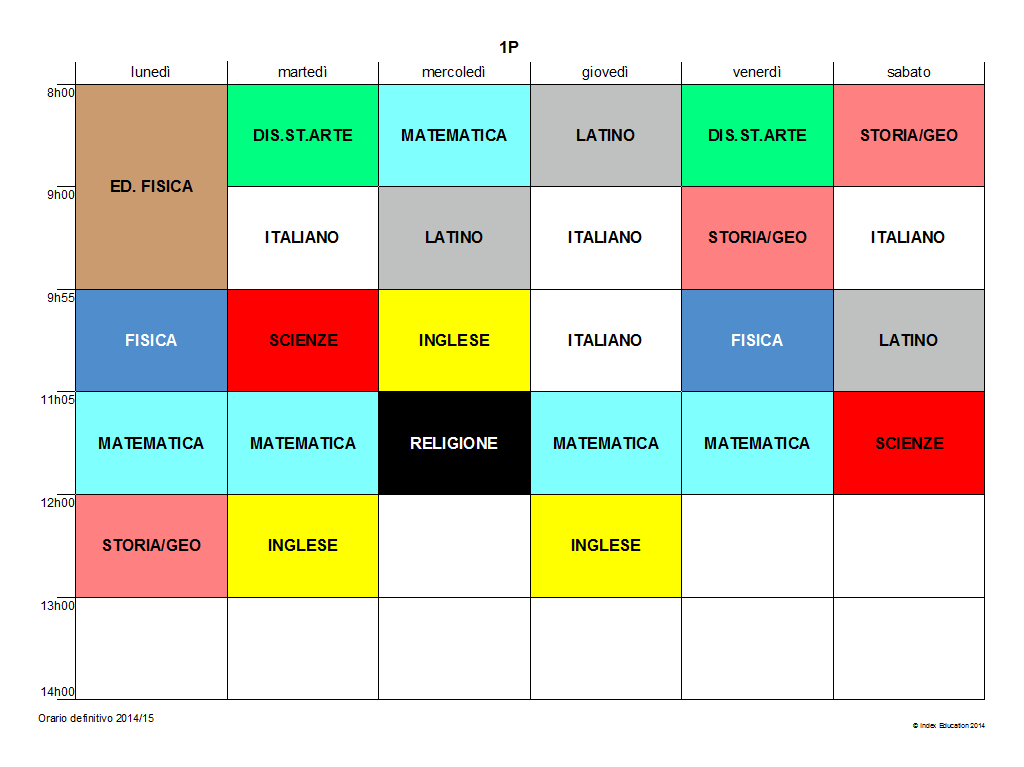 1P
lunedì martedì mercoledì giovedì venerdì sabato
8h00
DIS.ST.ARTE MATEMATICA LATINO DIS.ST.ARTE STORIA/GEO
ED. FISICA
9h00
ITALIANO LATINO ITALIANO STORIA/GEO ITALIANO
9h55
FISICA SCIENZE INGLESE ITALIANO FISICA LATINO
11h05
MATEMATICA MATEMATICA RELIGIONE MATEMATICA MATEMATICA SCIENZE
12h00
STORIA/GEO INGLESE INGLESE
13h00
14h00
Orario definitivo 2014/15
© Index Education 2014